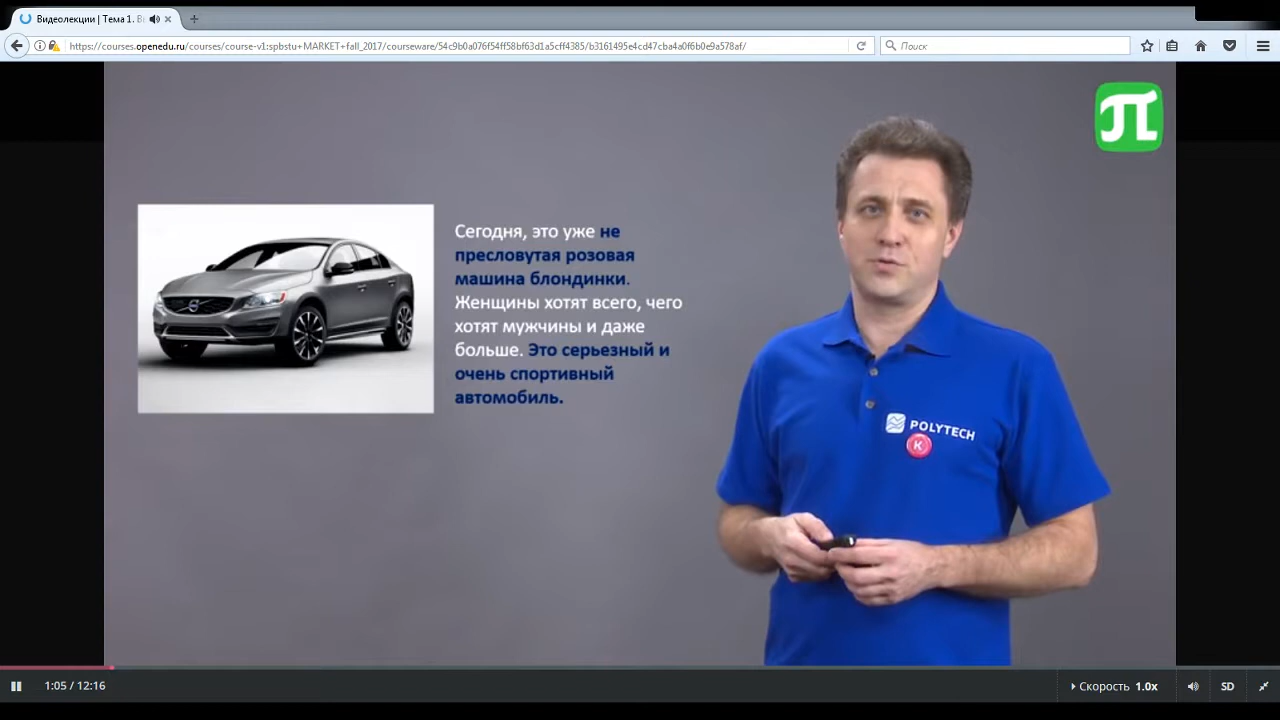 Видеолекции | Тема 1. В
https://courses.openedu.ru/courses/course-v1:spbstu+MARKET+fall_2017/courseware/54c9b0a076f54ff58bf63d1a5cff4385/b3161495e4cd47cba4a0f6b0e9a578af/
Поиск
Сегодня, это уже не
пресловутая розовая
машина блондинки.
Женщины хотят всего, чего
хотят мужчины и даже
больше. Это серьезный и
очень спортивный
автомобиль.
POLYTECH
K
1:05 / 12:16
Скорость 1.0x
SD